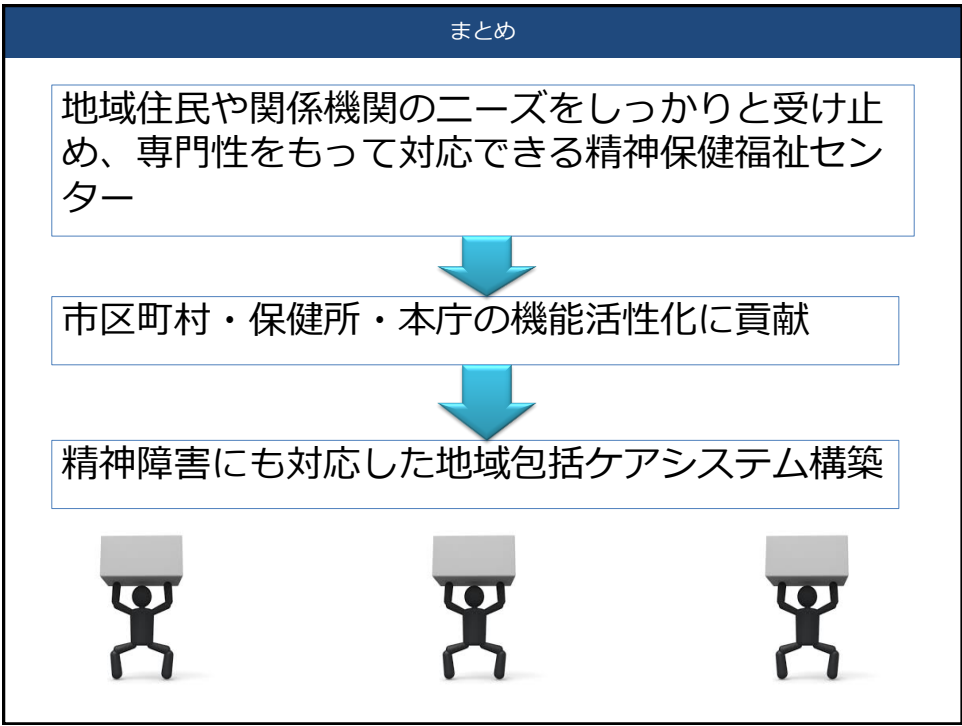 まとめ
地域住民や関係機関のニーズをしっかりと受け止
め、専門性をもって対応できる精神保健福祉セン
ター
市区町村・保健所・本庁の機能活性化に貢献
精神障害にも対応した地域包括ケアシステム構築